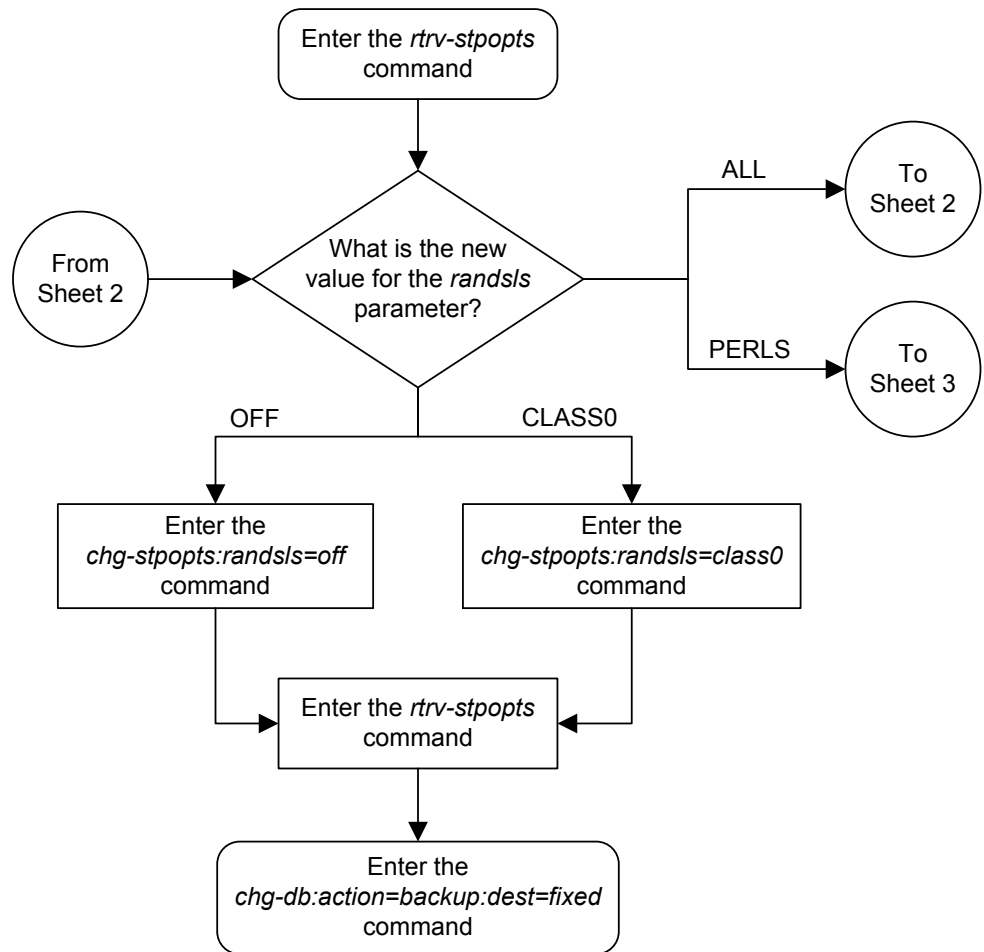 Enter the rtrv-stpopts
command
ALL
To
Sheet 2
From
Sheet 2
What is the new
value for the randsls
parameter?
PERLS
To
Sheet 3
OFF
CLASS0
Enter the
chg-stpopts:randsls=off
command
Enter the
chg-stpopts:randsls=class0
command
Enter the rtrv-stpopts
command
Enter the
chg-db:action=backup:dest=fixed
command